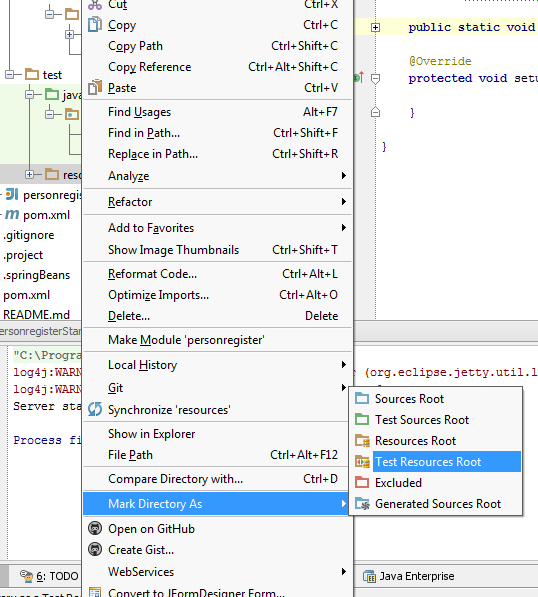 Cut Ctrl+X
Copy Ctrl+C
Copy Path Ctrl+Shift+C
Copy Reference Ctrl+Alt+Shift+C
Paste Ctrl+V
Find Usages Alt+F7
Find in Path... Ctrl+Shift+F
Replace in Path... Ctrl+Shift+R
Analyze
Refactor
Add to Favorites
Show Image Thumbnails Ctrl+Shift+T
Reformat Code... Ctrl+Alt+L
Optimize Imports... Ctrl+Alt+O
Delete... Delete
Make Module 'personregister'
Local History
Git
Synchronize 'resources'
Show in Explorer
File Path Ctrl+Alt+F12
Compare Directory with... Ctrl+D
Mark Directory As
Open on GitHub
Create Gist...
WebServices
Convert to JFormDesigner Form...
Sources Root
Test Sources Root
Resources Root
Test Resources Root
Excluded
Generated Sources Root
test
java
reso
personregister
pom.xml
.gitignore
.project
.springBeans
pom.xml
README.md
public static void
@Override
protected void setu
}
}
personregisterStar
"C:\Progra
log4j:WARN
(org.eclipse.jetty.util.l
log4j:WARN
Server sta
Process fi
6: TODO
Java Enterprise